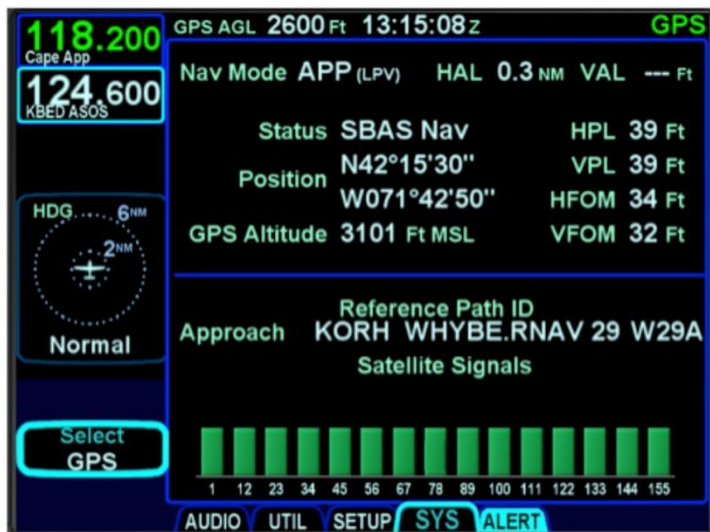 118.200
Cape App
124.600
KBED ASOS
HDG
6NM
2NM
Normal
Select
GPS
GPS AGL 2600 Ft 13:15:08z GPS
Nav Mode APP (LPV) HAL 0.3 NM VAL --- Ft
Status SBAS Nav HPL 39 Ft
Position N42°15'30" VPL 39 Ft
W071°42'50" HFOM 34 Ft
GPS Altitude 3101 Ft MSL VFOM 32 Ft
Reference Path ID
Approach KORH WHYBE.RNAV 29 W29A
Satellite Signals
1 12 23 34 45 56 67 78 89 100 111 122 133 144 155
AUDIO UTIL SETUP SYS ALERT